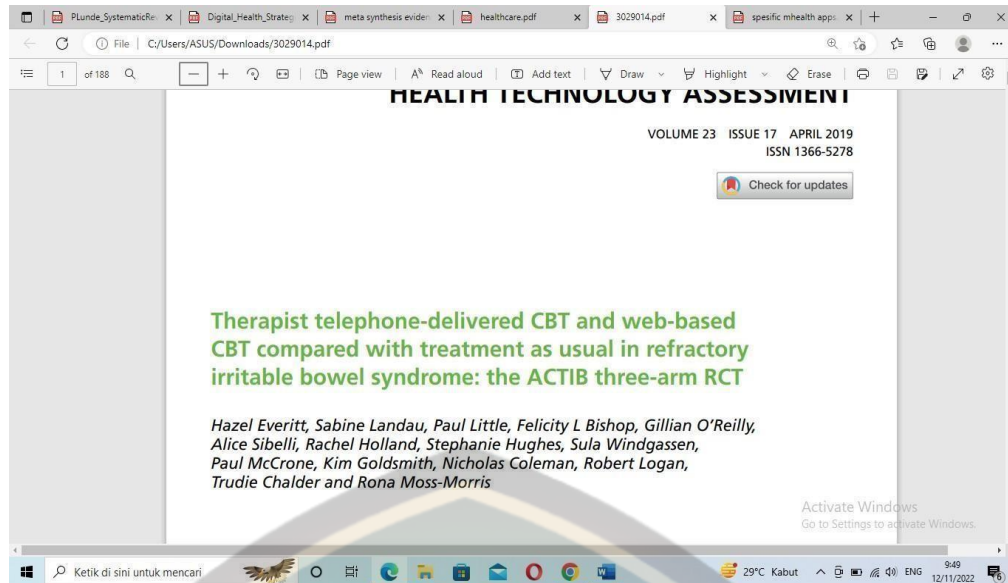 PLunde_SystematicRe
Digital_Health_Strateg
meta synthesis eviden
healthcare.pdf
3029014.pdf
spesific mhealth apps
File
C:/Users/ASUS/Downloads/3029014.pdf
1 of 188
Page view
Read aloud
Add text
Draw
Highlight
Erase
HEALTH TECHNOLOGY ASSESSMENT
VOLUME 23 ISSUE 17 APRIL 2019
ISSN 1366-5278
Check for updates
Therapist telephone-delivered CBT and web-based
CBT compared with treatment as usual in refractory
irritable bowel syndrome: the ACTIB three-arm RCT
Hazel Everitt, Sabine Landau, Paul Little, Felicity L Bishop, Gillian O’Reilly,
Alice Sibelli, Rachel Holland, Stephanie Hughes, Sula Windgassen,
Paul McCrone, Kim Goldsmith, Nicholas Coleman, Robert Logan,
Trudie Chalder and Rona Moss-Morris
Activate Windows
Go to Settings to activate Windows.
Ketik di sini untuk mencari
29°C Kabut
ENG
9:49
12/11/2022